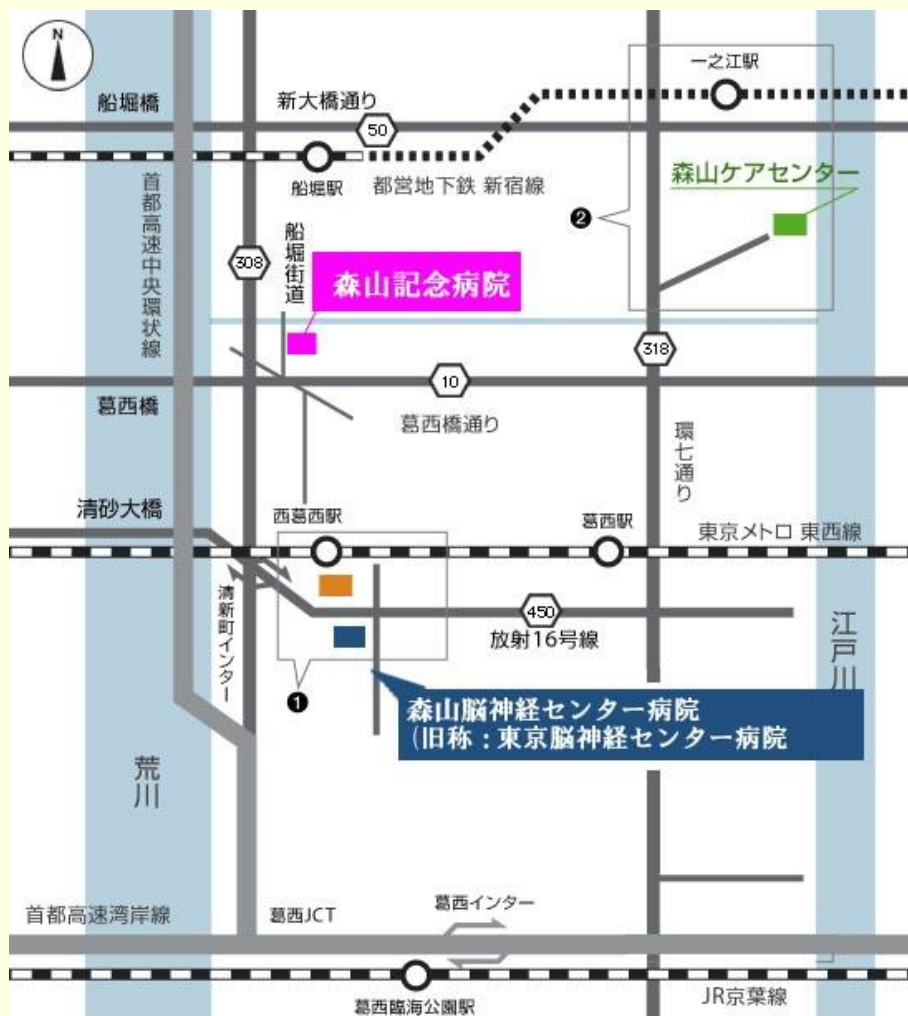 N
一之江駅
船堀橋
新大橋通り
50
船堀駅
都営地下鉄 新宿線
森山ケアセンター
❷
首都高速中央環状線
308
船堀街道
森山記念病院
318
10
葛西橋
葛西橋通り
環七通り
清砂大橋
西葛西駅
葛西駅
東京メトロ 東西線
清新町インター
450
放射16号線
江戸川
❶
森山脳神経センター病院
(旧称：東京脳神経センター病院
荒川
首都高速湾岸線
葛西JCT
葛西インター
葛西臨海公園駅
JR京葉線